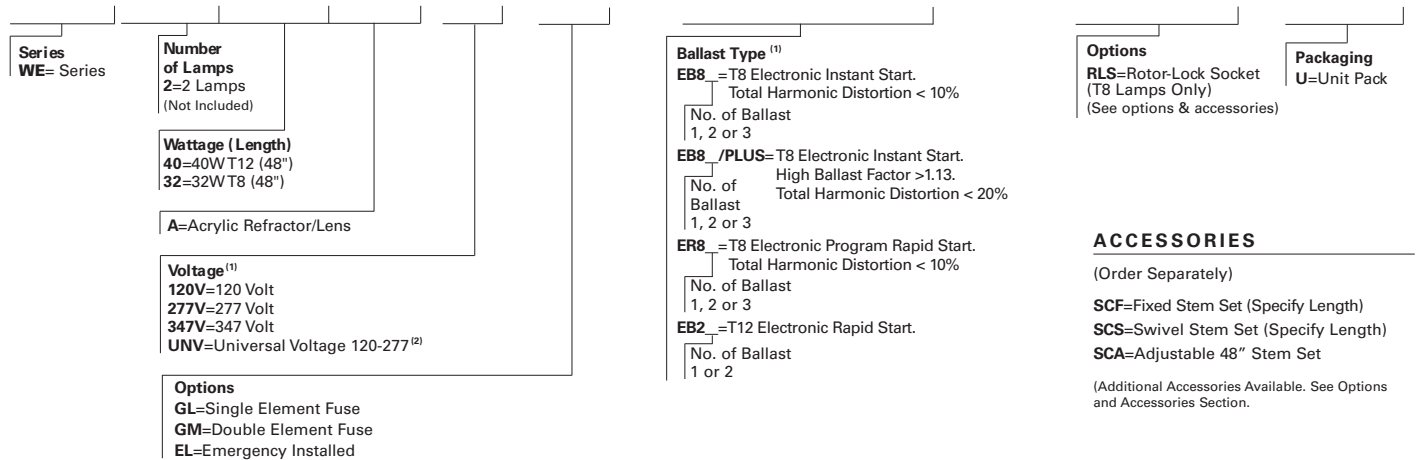 Series
WE= Series
Number
of Lamps
2=2 Lamps
(Not Included)
Wattage (Length)
40=40W T12 (48")
32=32W T8 (48")
A=Acrylic Refractor/Lens
Voltage(1)
120V=120 Volt
277V=277 Volt
347V=347 Volt
UNV=Universal Voltage 120-277(2)
Options
GL=Single Element Fuse
GM=Double Element Fuse
EL=Emergency Installed
Ballast Type (1)
EB8_=T8 Electronic Instant Start.
Total Harmonic Distortion < 10%
No. of Ballast
1, 2 or 3
EB8_/PLUS=T8 Electronic Instant Start.
High Ballast Factor >1.13.
Total Harmonic Distortion < 20%
No. of
Ballast
1, 2 or 3
ER8_=T8 Electronic Program Rapid Start.
Total Harmonic Distortion < 10%
No. of Ballast
1, 2 or 3
EB2_=T12 Electronic Rapid Start.
No. of Ballast
1 or 2
Options
RLS=Rotor-Lock Socket
(T8 Lamps Only)
(See options & accessories)
Packaging
U=Unit Pack
ACCESSORIES
(Order Separately)
SCF=Fixed Stem Set (Specify Length)
SCS=Swivel Stem Set (Specify Length)
SCA=Adjustable 48” Stem Set
(Additional Accessories Available. See Options
and Accessories Section.